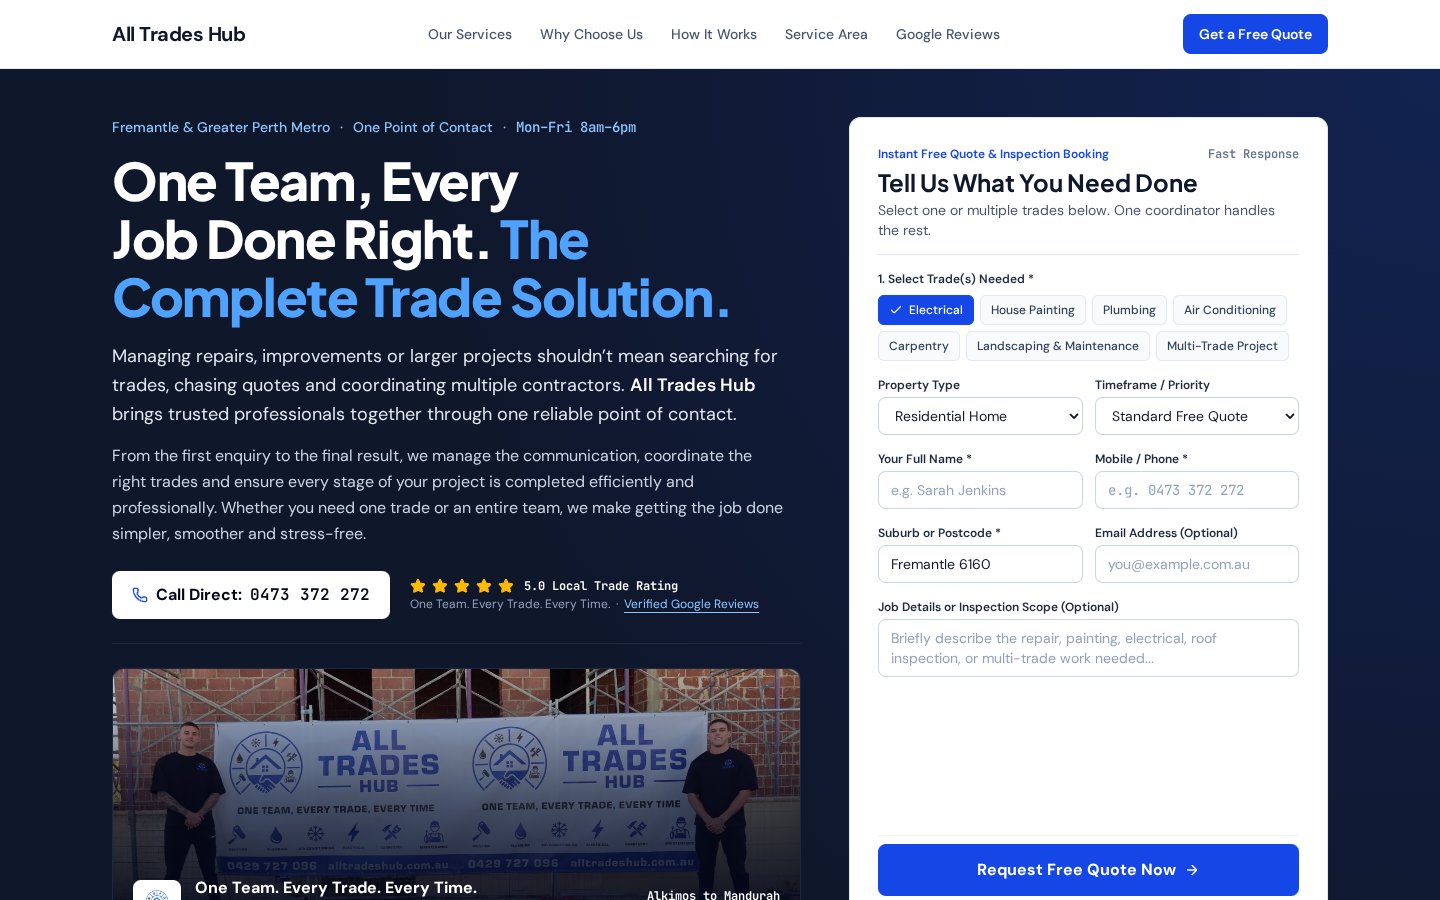 All Trades Hub
Our Services
Why Choose Us
How It Works
Service Area
Google Reviews
Get a Free Quote
Fremantle & Greater Perth Metro · One Point of Contact · Mon–Fri 8am–6pm
One Team, Every
Job Done Right. The
Complete Trade Solution.
Managing repairs, improvements or larger projects shouldn’t mean searching for
trades, chasing quotes and coordinating multiple contractors. All Trades Hub
brings trusted professionals together through one reliable point of contact.
From the first enquiry to the final result, we manage the communication, coordinate the
right trades and ensure every stage of your project is completed efficiently and
professionally. Whether you need one trade or an entire team, we make getting the job done
simpler, smoother and stress-free.
Call Direct: 0473 372 272
5.0 Local Trade Rating
One Team. Every Trade. Every Time. · Verified Google Reviews
ALL
TRADES
HUB
ONE TEAM, EVERY TRADE, EVERY TIME
0429 727 096 alltradeshub.com.au
ALL
TRADES
HUB
ONE TEAM, EVERY TRADE, EVERY TIME
0429 727 096 alltradeshub.com.au
One Team. Every Trade. Every Time.
Alkimos to Mandurah
Instant Free Quote & Inspection Booking
Fast Response
Tell Us What You Need Done
Select one or multiple trades below. One coordinator handles
the rest.
1. Select Trade(s) Needed *
Electrical
House Painting
Plumbing
Air Conditioning
Carpentry
Landscaping & Maintenance
Multi-Trade Project
Property Type
Timeframe / Priority
Residential Home
Standard Free Quote
Your Full Name *
Mobile / Phone *
e.g. Sarah Jenkins
e.g. 0473 372 272
Suburb or Postcode *
Email Address (Optional)
Fremantle 6160
you@example.com.au
Job Details or Inspection Scope (Optional)
Briefly describe the repair, painting, electrical, roof
inspection, or multi-trade work needed...
Request Free Quote Now →